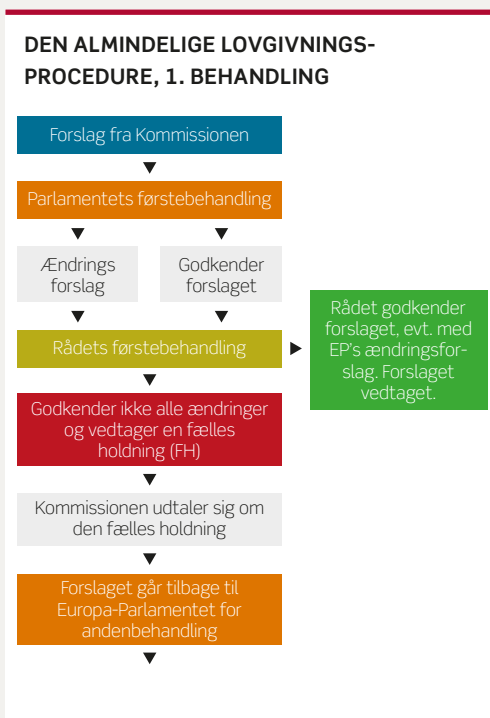 DEN ALMINDELIGE LOVGIVNINGS-
PROCEDURE, 1. BEHANDLING
Forslag fra Kommissionen
Parlamentets førstebehandling
Ændrings
forslag
Godkender
forslaget
Rådets førstebehandling
Rådet godkender
forslaget, evt. med
EP's ændringsfor-
slag. Forslaget
vedtaget.
Godkender ikke alle ændringer
og vedtager en fælles
holdning (FH)
Kommissionen udtaler sig om
den fælles holdning
Forslaget går tilbage til
Europa-Parlamentet for
andenbehandling